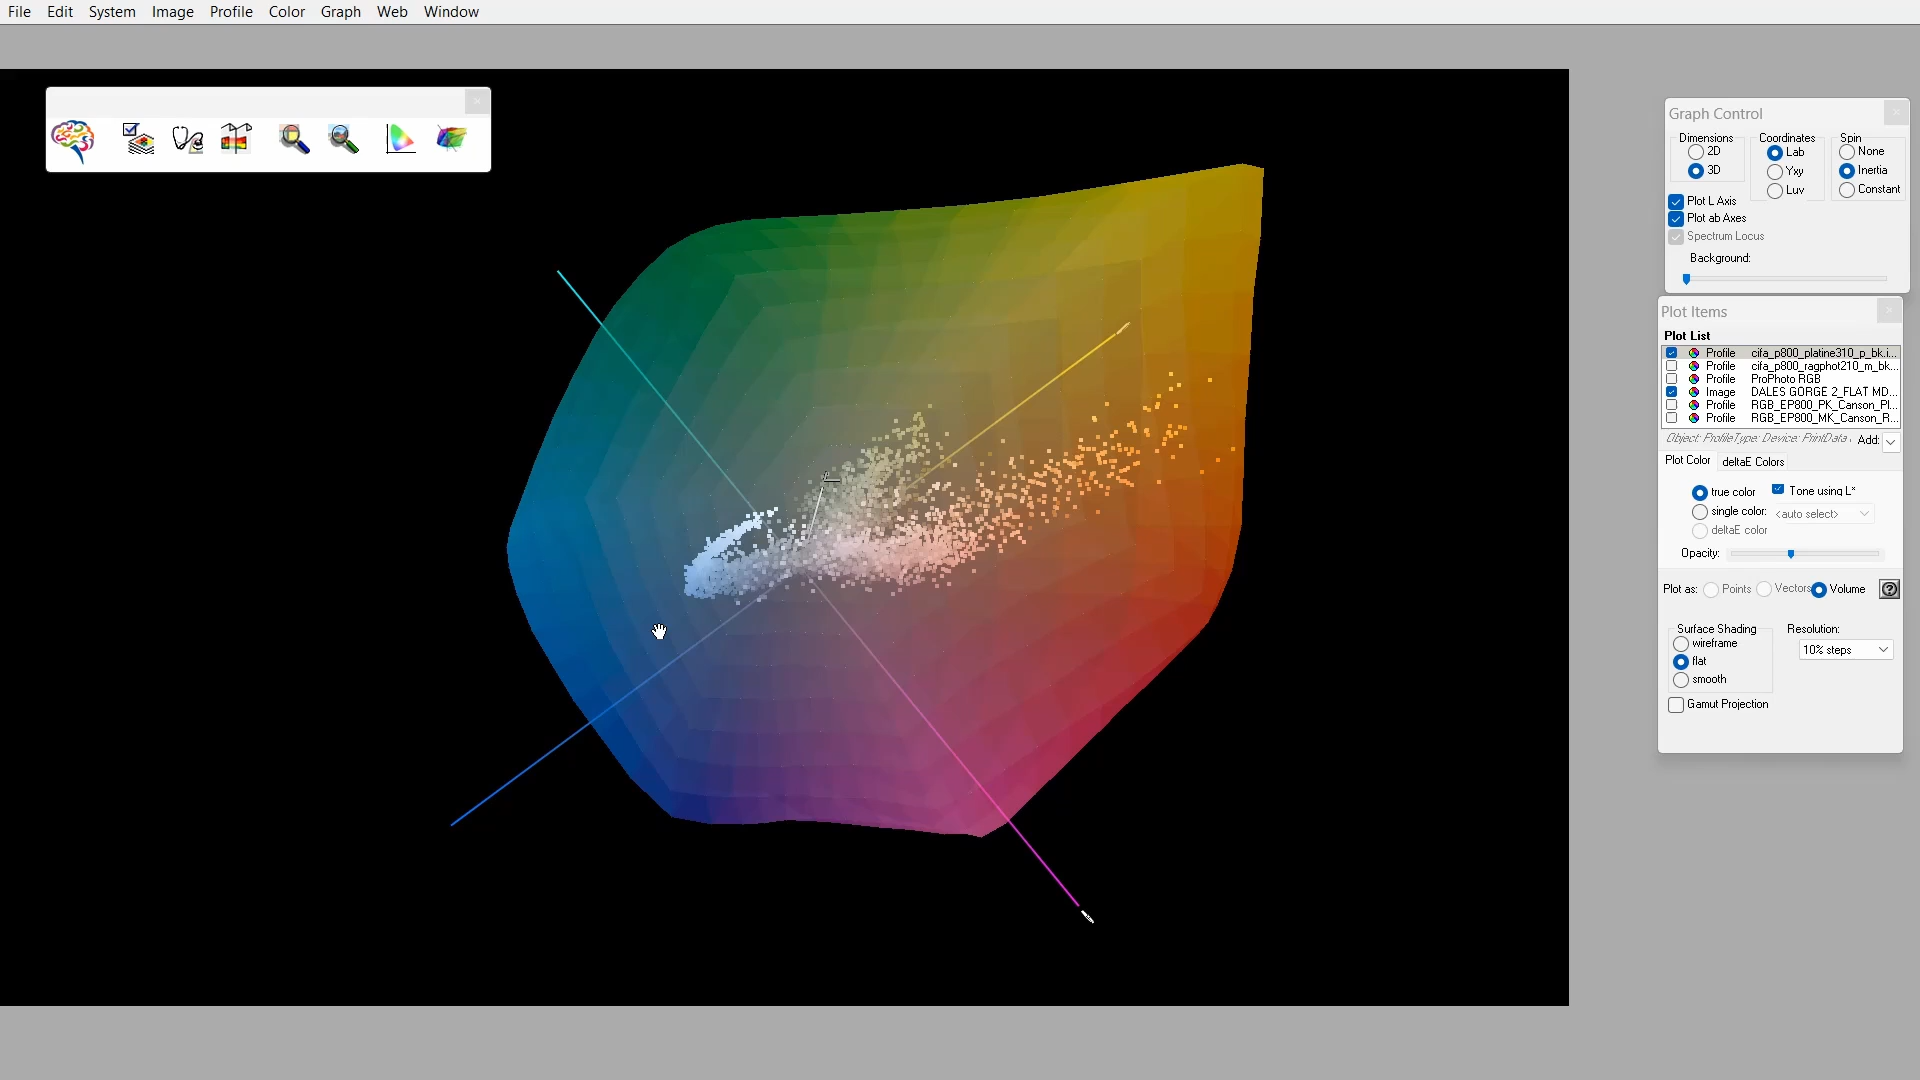 File Edit System Image Profile Color Graph Web Window
Graph Control
Dimensions Coordinates Spin
2D Lab None
3D Yxy Inertia
Luv Constant
Plot L Axis
Plot ab Axes
Spectrum Locus
Background:
Plot Items
Plot List
Profile cifa_p800_platine310_p_bk.i...
Profile cifa_p800_ragphot210_m_bk...
Profile ProPhoto RGB
Image DALES GORGE 2_FLAT MD...
Profile RGB_EP800_PK_Canson_Pl...
Profile RGB_EP800_MK_Canson_R...
Object: ProfileType: Device: PrintData Add:
Plot Color deltaE Colors
true color Tone using L*
single color: <auto select>
deltaE color
Opacity:
Plot as: Points Vectors Volume
Surface Shading Resolution:
wireframe 10% steps
flat
smooth
Gamut Projection